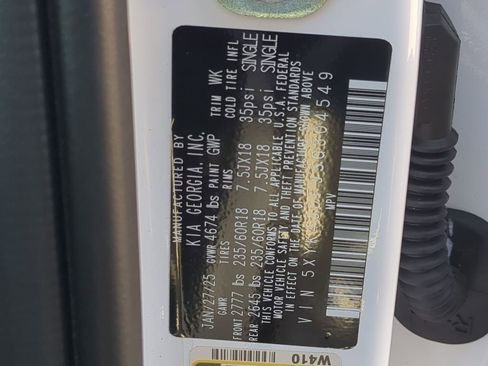 MANUFACTURED BY
KIA GEORGIA, INC.
JAN/27/25 GVWR 4674 lbs PAINT GWP TRIM WK
GAWR TIRES RIMS COLD TIRE INFL
FRONT 2777 lbs 235/60R18 7.5JX18 35psi SINGLE
REAR 2645 lbs 235/60R18 7.5JX18 35psi SINGLE
THIS VEHICLE CONFORMS TO ALL APPLICABLE U.S.A FEDERAL
MOTOR VEHICLE SAFETY AND THEFT PREVENTION STANDARDS
IN EFFECT ON THE DATE OF MANUFACTURE SHOWN ABOVE
VIN
MPV
W410